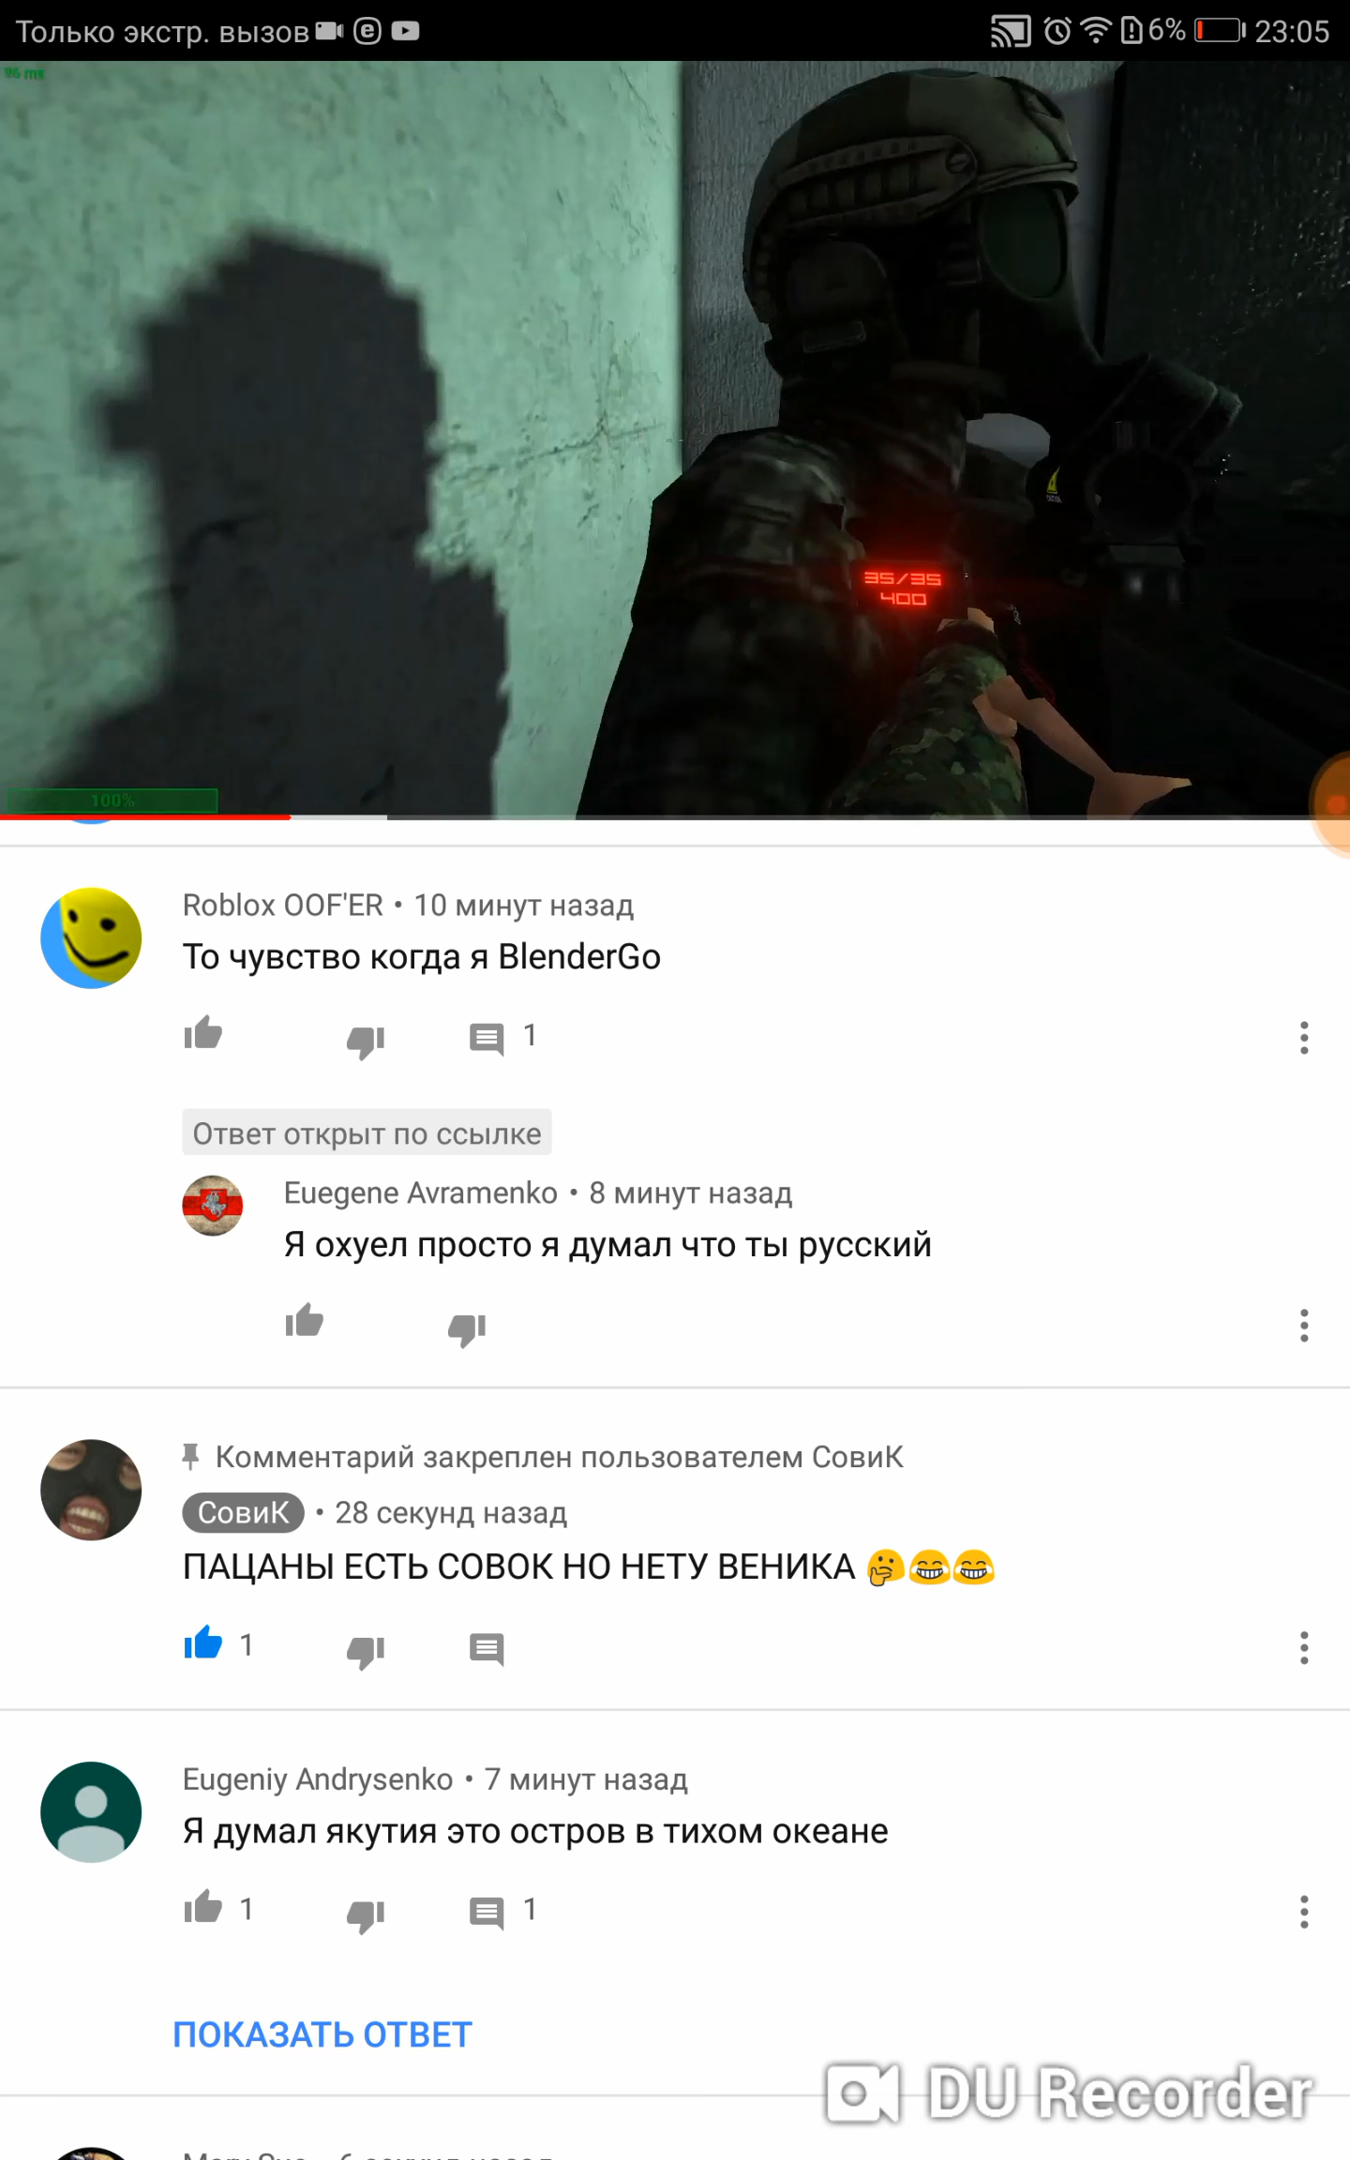 Только экстр. вызов
6% 23:05
96 ms
35/35
400
100%
Roblox OOF'ER • 10 минут назад
То чувство когда я BlenderGo
1
Ответ открыт по ссылке
Euegene Avramenko • 8 минут назад
Я охуел просто я думал что ты русский
Комментарий закреплен пользователем СовиК
СовиК • 28 секунд назад
ПАЦАНЫ ЕСТЬ СОВОК НО НЕТУ ВЕНИКА 🤔😂😂
1
Eugeniy Andrysenko • 7 минут назад
Я думал якутия это остров в тихом океане
1 1
ПОКАЗАТЬ ОТВЕТ
DU Recorder